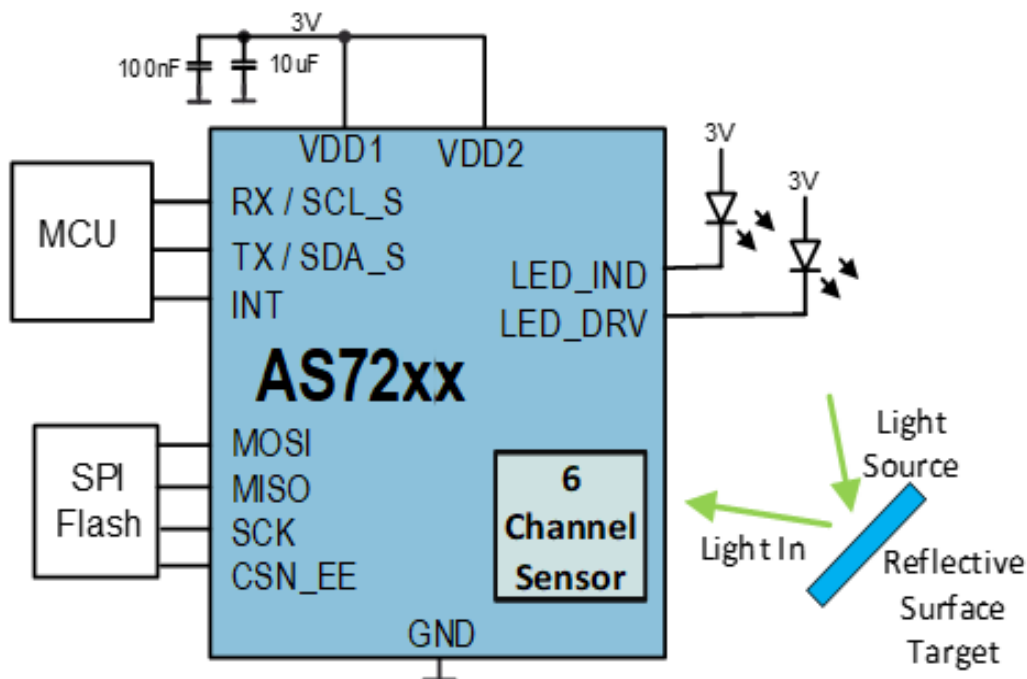 3V
100nF
10uF
VDD1
VDD2
3V
3V
MCU
RX / SCL_S
TX / SDA_S
INT
LED_IND
LED_DRV
AS72xx
SPI
Flash
MOSI
MISO
SCK
CSN_EE
6
Channel
Sensor
Light
Source
Light In
Reflective
Surface
Target
GND